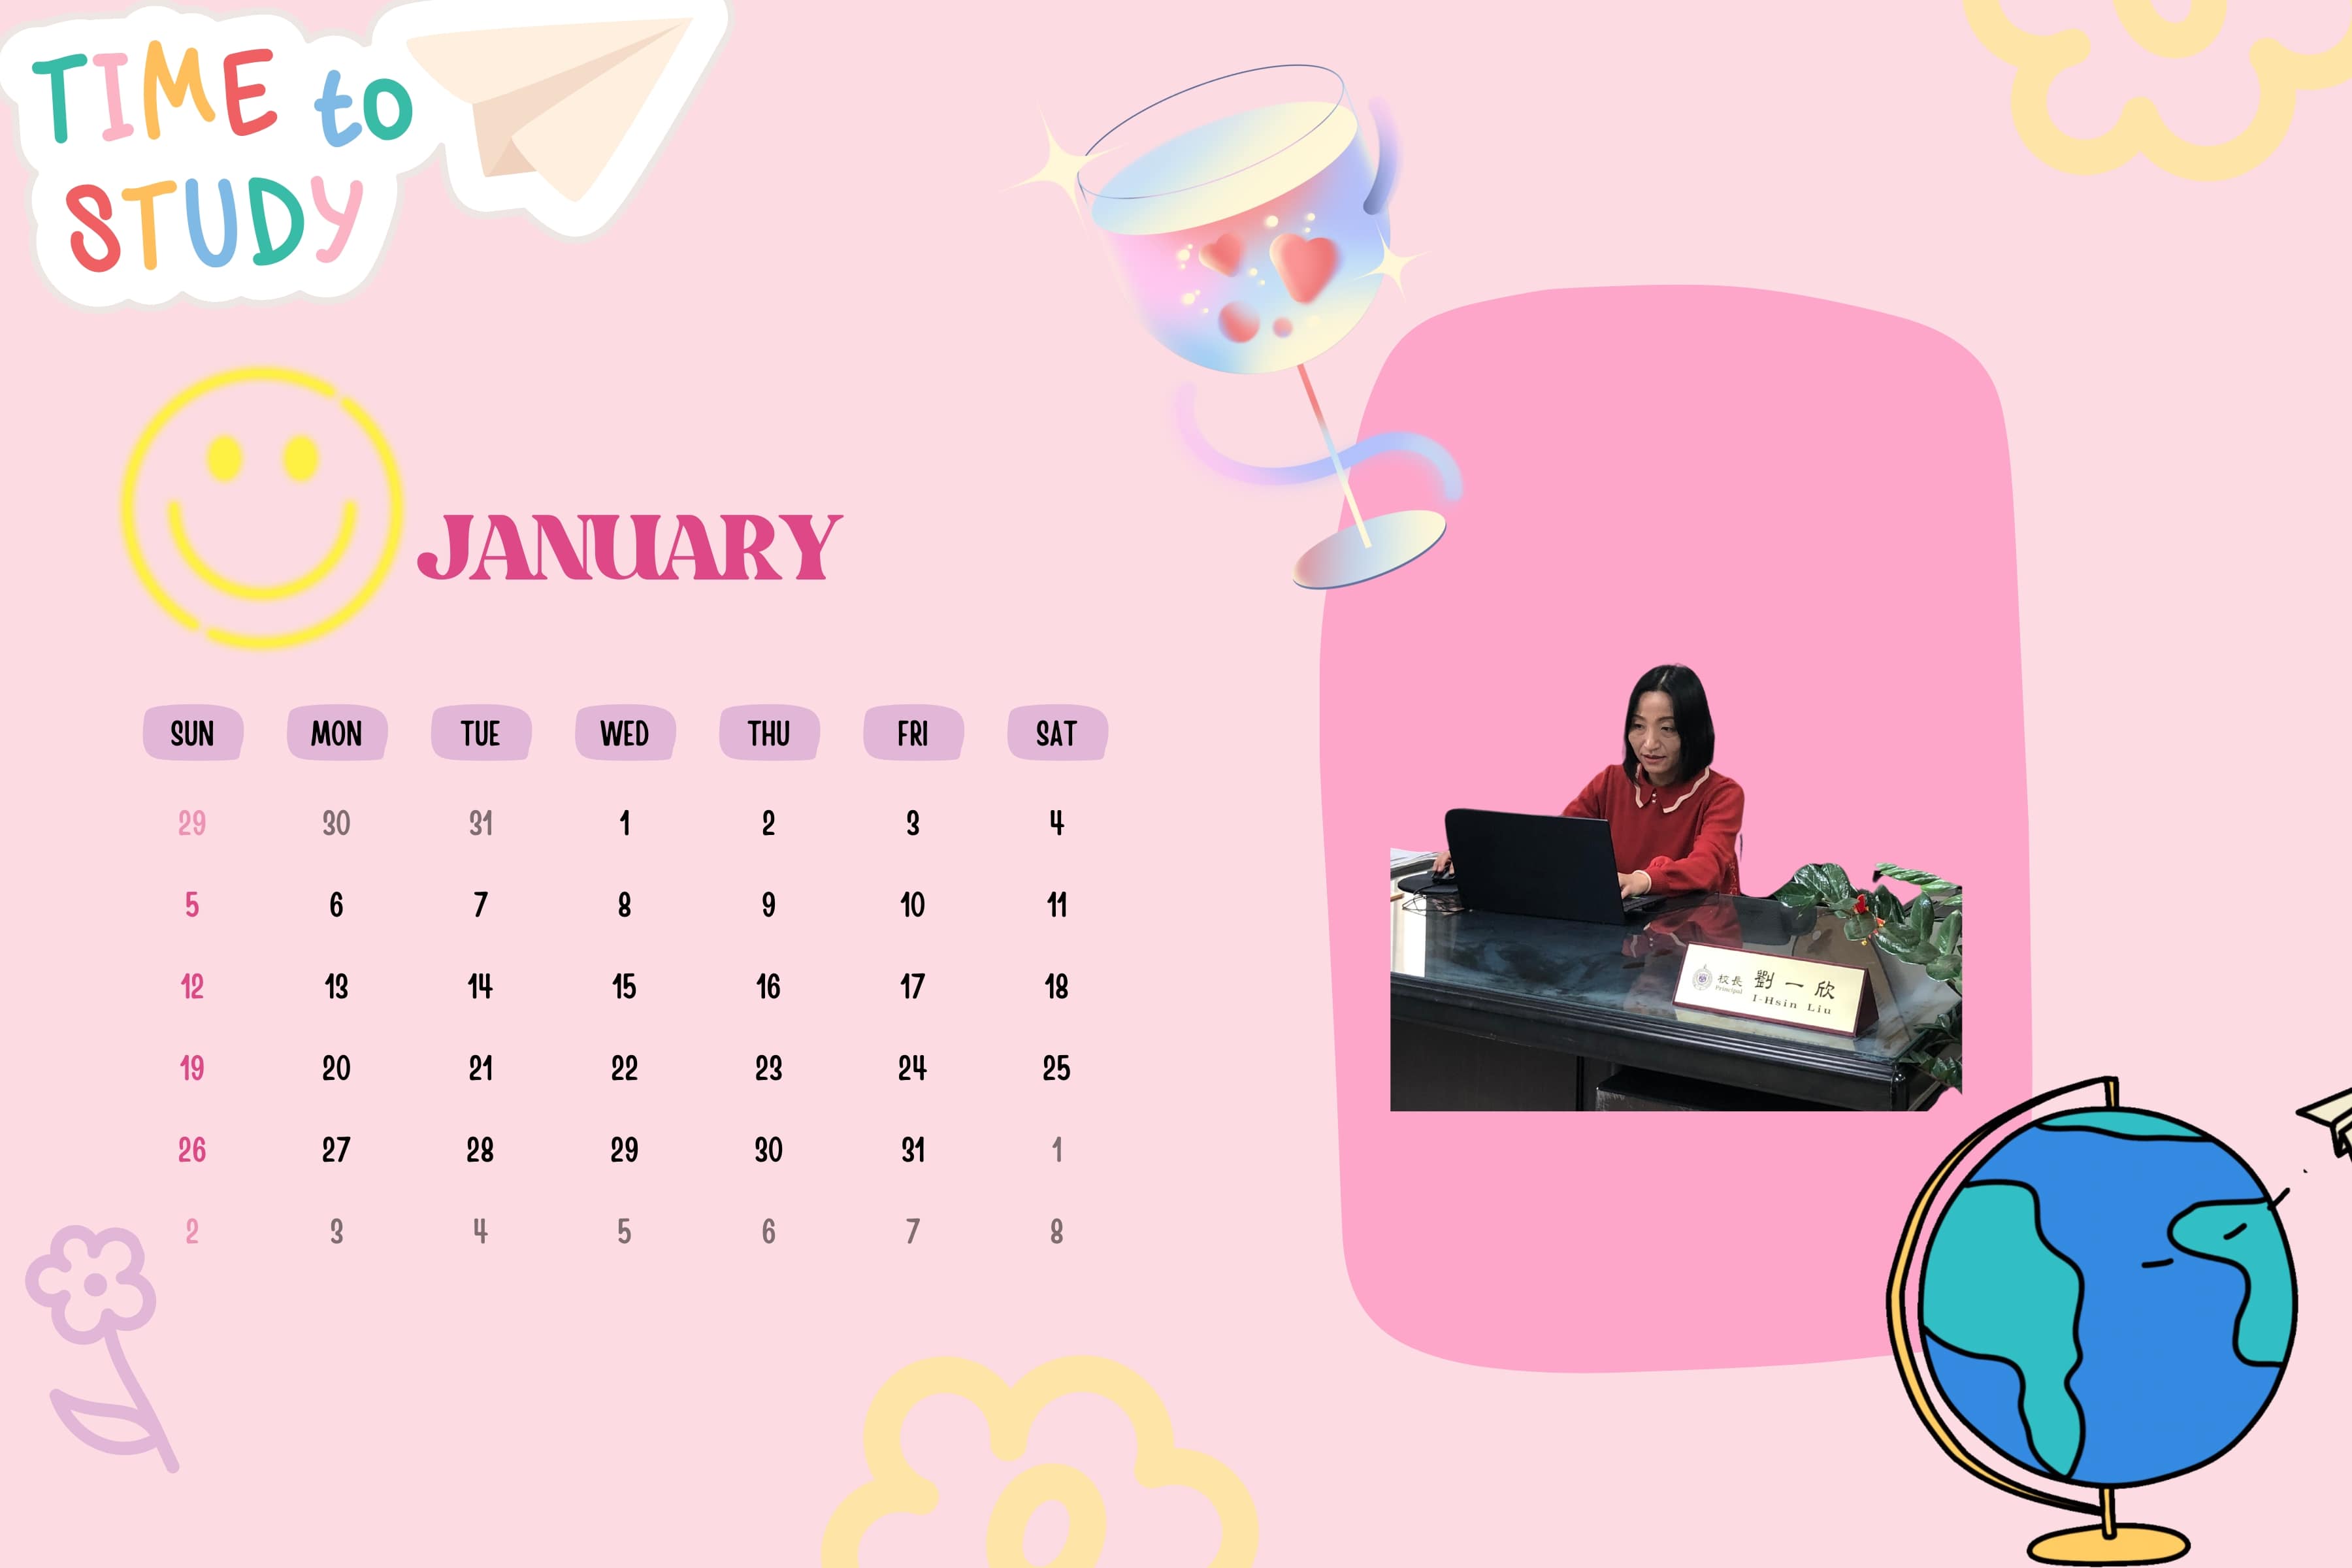 TIME to
STUDY
JANUARY
SUN MON TUE WED THU FRI SAT
29 30 31 1 2 3 4
5 6 7 8 9 10 11
12 13 14 15 16 17 18
19 20 21 22 23 24 25
26 27 28 29 30 31 1
2 3 4 5 6 7 8
校長 劉一欣
Principal I-Hsin Liu